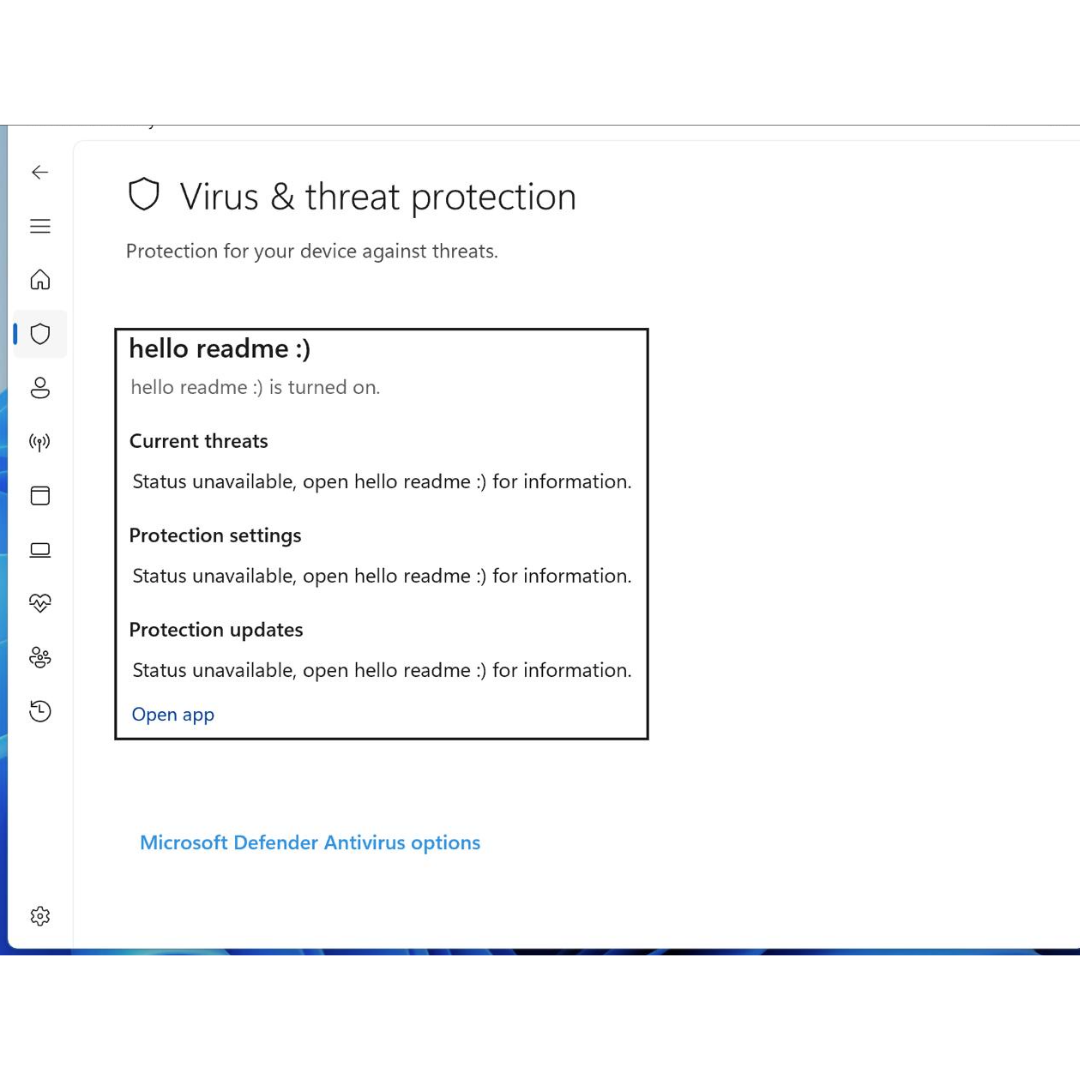 Virus & threat protection
Protection for your device against threats.
hello readme :)
hello readme :) is turned on.
Current threats
Status unavailable, open hello readme :) for information.
Protection settings
Status unavailable, open hello readme :) for information.
Protection updates
Status unavailable, open hello readme :) for information.
Open app
Microsoft Defender Antivirus options